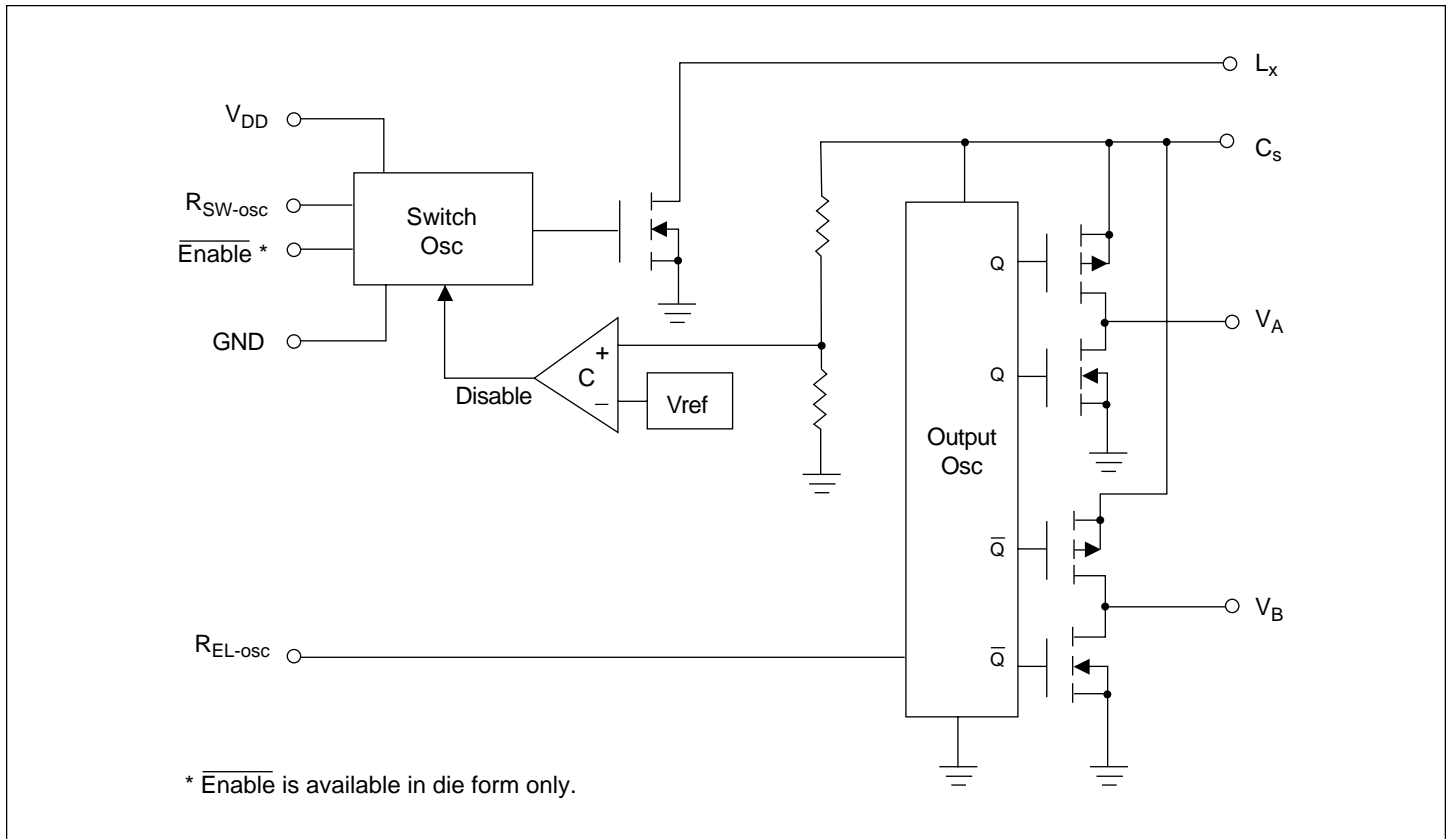 Lx
VDD
Cs
RSW-osc
Switch
Osc
Enable *
Q
GND
VA
+
C
Q
Disable
−
Vref
Output
Osc
Q
VB
REL-osc
Q
* Enable is available in die form only.